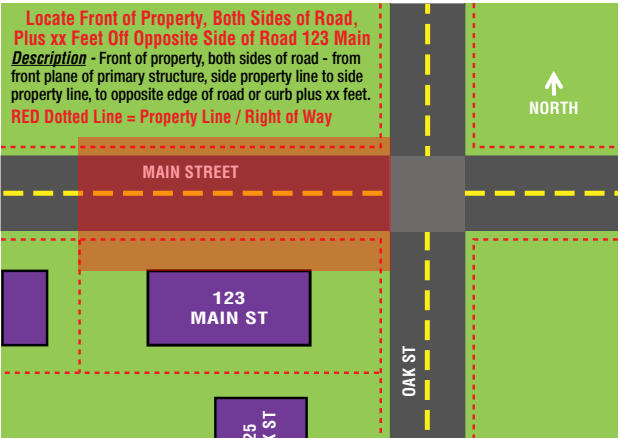 Locate Front of Property, Both Sides of Road,
Plus xx Feet Off Opposite Side of Road 123 Main
Description - Front of property, both sides of road - from
front plane of primary structure, side property line to side
property line, to opposite edge of road or curb plus xx feet.
RED Dotted Line = Property Line / Right of Way
NORTH
MAIN STREET
123
MAIN ST
OAK ST